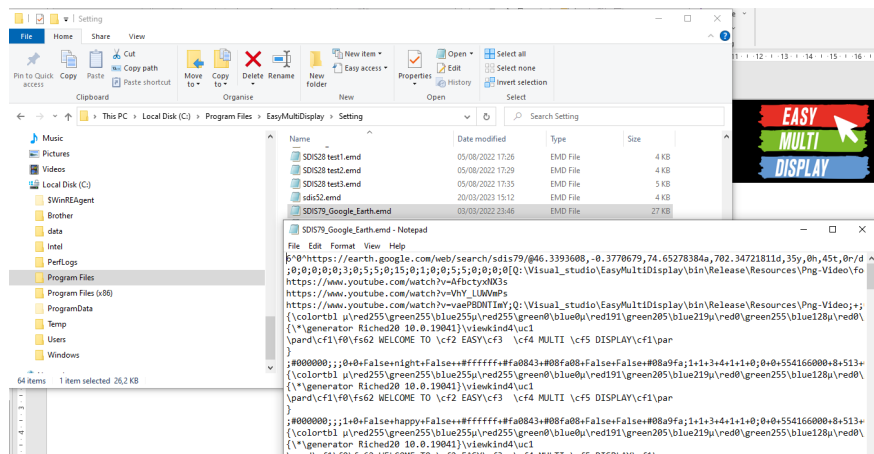 Setting
File Home Share View
Pin to Quick access
Copy
Paste
Cut
Copy path
Paste shortcut
Move to
Copy to
Delete
Rename
New folder
New item
Easy access
Properties
Open
Edit
History
Select all
Select none
Invert selection
Clipboard Organise New Open Select
This PC > Local Disk (C:) > Program Files > EasyMultiDisplay > Setting
Search Setting
Music
Pictures
Videos
Local Disk (C:)
$WinREAgent
Brother
data
Intel
PerfLogs
Program Files
Program Files (x86)
ProgramData
Temp
Users
Windows
Name Date modified Type Size
SDIS28 test1.emd 05/08/2022 17:26 EMD File 4 KB
SDIS28 test2.emd 05/08/2022 17:29 EMD File 4 KB
SDIS28 test3.emd 05/08/2022 17:35 EMD File 5 KB
sdis52.emd 20/03/2023 15:12 EMD File 4 KB
SDIS79_Google_Earth.emd 03/03/2022 23:46 EMD File 27 KB
64 items 1 item selected 26,2 KB
SDIS79_Google_Earth.emd - Notepad
File Edit Format View Help
6^0^https://earth.google.com/web/search/sdis79/@46.3393608,-0.3770679,74.65278384a,702.34721811d,35y,0h,45t,0r/d
;0;0;0;0;0;3;0;5;5;0;15;0;1;0;0;5;5;0;0;0;0[Q:\Visual_studio\EasyMultiDisplay\bin\Release\Resources\Png-Video\fo
https://www.youtube.com/watch?v=AfbctyxNX3s
https://www.youtube.com/watch?v=VhY_LUWVmPs
https://www.youtube.com/watch?v=vaePBDNTImY;Q:\Visual_studio\EasyMultiDisplay\bin\Release\Resources\Png-Video;+;
{\colortbl µ\red255\green255\blue255µ\red255\green0\blue0µ\red191\green205\blue219µ\red0\green255\blue128µ\red0\
{\*\generator Riched20 10.0.19041}\viewkind4\uc1
\pard\cf1\f0\fs62 WELCOME TO \cf2 EASY\cf3  \cf4 MULTI \cf5 DISPLAY\cf1\par
}
;#000000;;;0+0+False+night+False++#ffffff+#fa0843+#08fa08+False+False+#08a9fa;1+1+3+4+1+1+0;0+0+554166000+8+513+
{\colortbl µ\red255\green255\blue255µ\red255\green0\blue0µ\red191\green205\blue219µ\red0\green255\blue128µ\red0\
{\*\generator Riched20 10.0.19041}\viewkind4\uc1
\pard\cf1\f0\fs62 WELCOME TO \cf2 EASY\cf3  \cf4 MULTI \cf5 DISPLAY\cf1\par
}
;#000000;;;1+0+False+happy+False++#ffffff+#fa0843+#08fa08+False+False+#08a9fa;1+1+3+4+1+1+0;0+0+554166000+8+513+
{\colortbl µ\red255\green255\blue255µ\red255\green0\blue0µ\red191\green205\blue219µ\red0\green255\blue128µ\red0\
{\*\generator Riched20 10.0.19041}\viewkind4\uc1
11 12 13 14 15 16
EASY
MULTI
DISPLAY